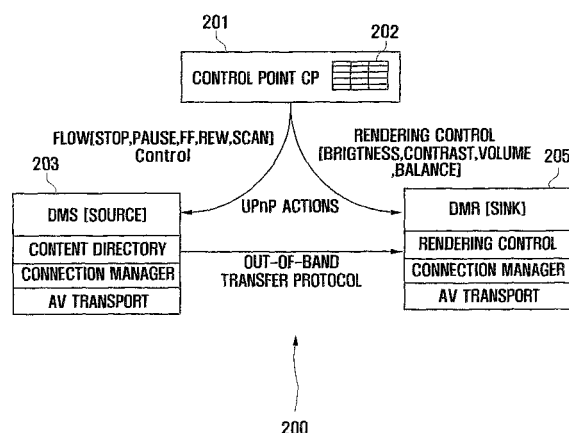 201
202
CONTROL POINT CP
FLOW[STOP,PAUSE,FF,REW,SCAN]
Control
RENDERING CONTROL
[BRIGTNESS,CONTRAST,VOLUME
,BALANCE]
203
205
DMS [SOURCE]
UPnP ACTIONS
DMR [SINK]
CONTENT DIRECTORY
RENDERING CONTROL
CONNECTION MANAGER
OUT-OF-BAND
TRANSFER PROTOCOL
CONNECTION MANAGER
AV TRANSPORT
AV TRANSPORT
200